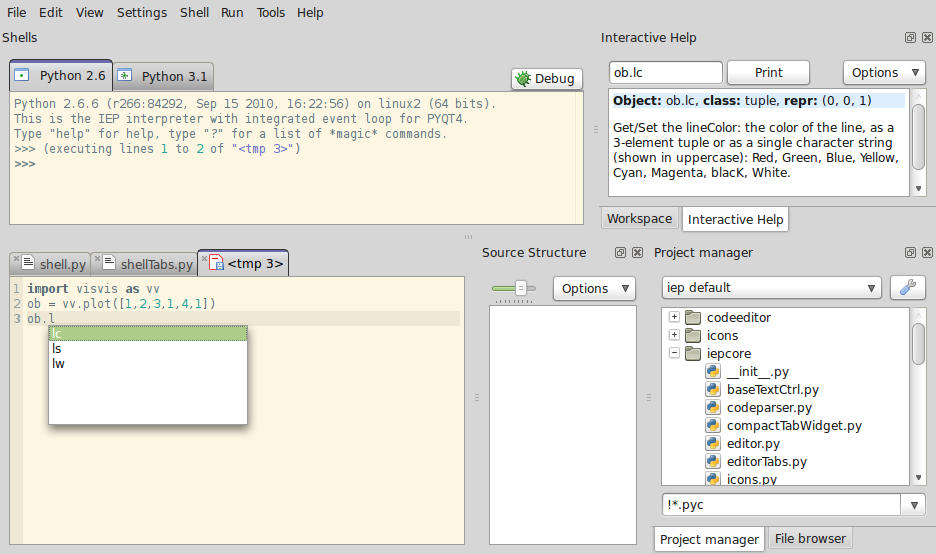 File Edit View Settings Shell Run Tools Help
Shells
Python 2.6 Python 3.1
Debug
Python 2.6.6 (r266:84292, Sep 15 2010, 16:22:56) on linux2 (64 bits).
This is the IEP interpreter with integrated event loop for PYQT4.
Type "help" for help, type "?" for a list of *magic* commands.
>>> (executing lines 1 to 2 of "<tmp 3>")
>>>
Interactive Help
ob.lc Print Options
Object: ob.lc, class: tuple, repr: (0, 0, 1)
Get/Set the lineColor: the color of the line, as a
3-element tuple or as a single character string
(shown in uppercase): Red, Green, Blue, Yellow,
Cyan, Magenta, blacK, White.
Workspace Interactive Help
shell.py shellTabs.py <tmp 3>
1 import visvis as vv
2 ob = vv.plot([1,2,3,1,4,1])
3 ob.l
lc
ls
lw
Source Structure
Options
Project manager
iep default
codeeditor
icons
iepcore
__init__.py
baseTextCtrl.py
codeparser.py
compactTabWidget.py
editor.py
editorTabs.py
icons.py
!*.pyc
Project manager File browser